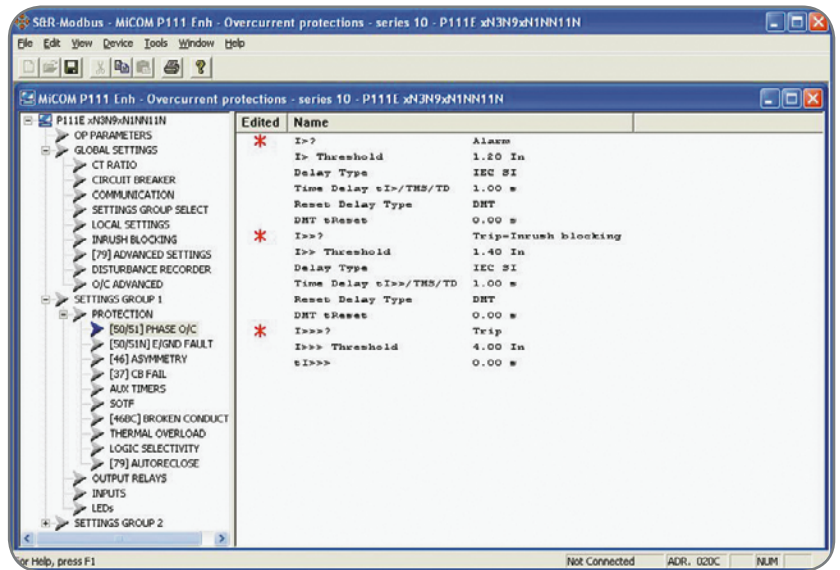 S&R-Modbus - MiCOM P111 Enh - Overcurrent protections - series 10 - P111E xN3N9xN1NN11N
File Edit View Device Tools Window Help
MiCOM P111 Enh - Overcurrent protections - series 10 - P111E xN3N9xN1NN11N
P111E xN3N9xN1NN11N
OP PARAMETERS
GLOBAL SETTINGS
CT RATIO
CIRCUIT BREAKER
COMMUNICATION
SETTINGS GROUP SELECT
LOCAL SETTINGS
INRUSH BLOCKING
[79] ADVANCED SETTINGS
DISTURBANCE RECORDER
O/C ADVANCED
SETTINGS GROUP 1
PROTECTION
[50/51] PHASE O/C
[50/51N] E/GND FAULT
[46] ASYMMETRY
[37] CB FAIL
AUX TIMERS
SOTF
[46BC] BROKEN CONDUCT
THERMAL OVERLOAD
LOGIC SELECTIVITY
[79] AUTORECLOSE
OUTPUT RELAYS
INPUTS
LEDs
SETTINGS GROUP 2
Edited Name
I>? Alarm
I> Threshold 1.20 In
Delay Type IEC SI
Time Delay tI>/TMS/TD 1.00 s
Reset Delay Type DMT
DMT tReset 0.00 s
I>>? Trip-Inrush blocking
I>> Threshold 1.40 In
Delay Type IEC SI
Time Delay tI>>/TMS/TD 1.00 s
Reset Delay Type DMT
DMT tReset 0.00 s
I>>>? Trip
I>>> Threshold 4.00 In
tI>>> 0.00 s
For Help, press F1 Not Connected ADR. 020C NUM